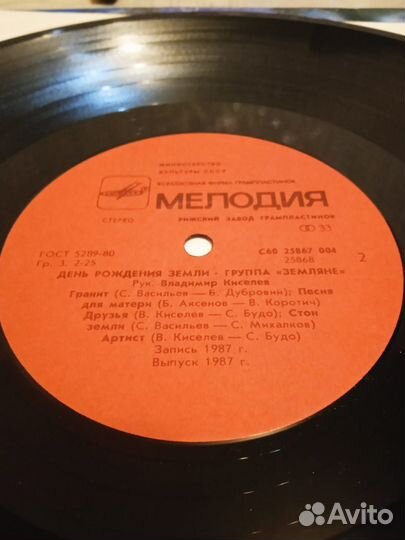 МИНИСТЕРСТВО
КУЛЬТУРЫ СССР
ВСЕСОЮЗНАЯ ФИРМА ГРАМПЛАСТИНОК
МЕЛОДИЯ
СТЕРЕО
РИЖСКИЙ ЗАВОД ГРАМПЛАСТИНОК
33
ГОСТ 5289-80
Гр. 3. 2-25
С60 25867 004
25868
2
ДЕНЬ РОЖДЕНИЯ ЗЕМЛИ - ГРУППА «ЗЕМЛЯНЕ»
Рук. Владимир Киселев
Гранит (С. Васильев — Б. Дубровин); Песня
для матери (Б. Аксенов — В. Коротич);
Друзья (В. Киселев — С. Будо); Стон
земли (С. Васильев — С. Михалков)
Артист (В. Киселев — С. Будо)
Запись 1987 г.
Выпуск 1987 г.
Avito